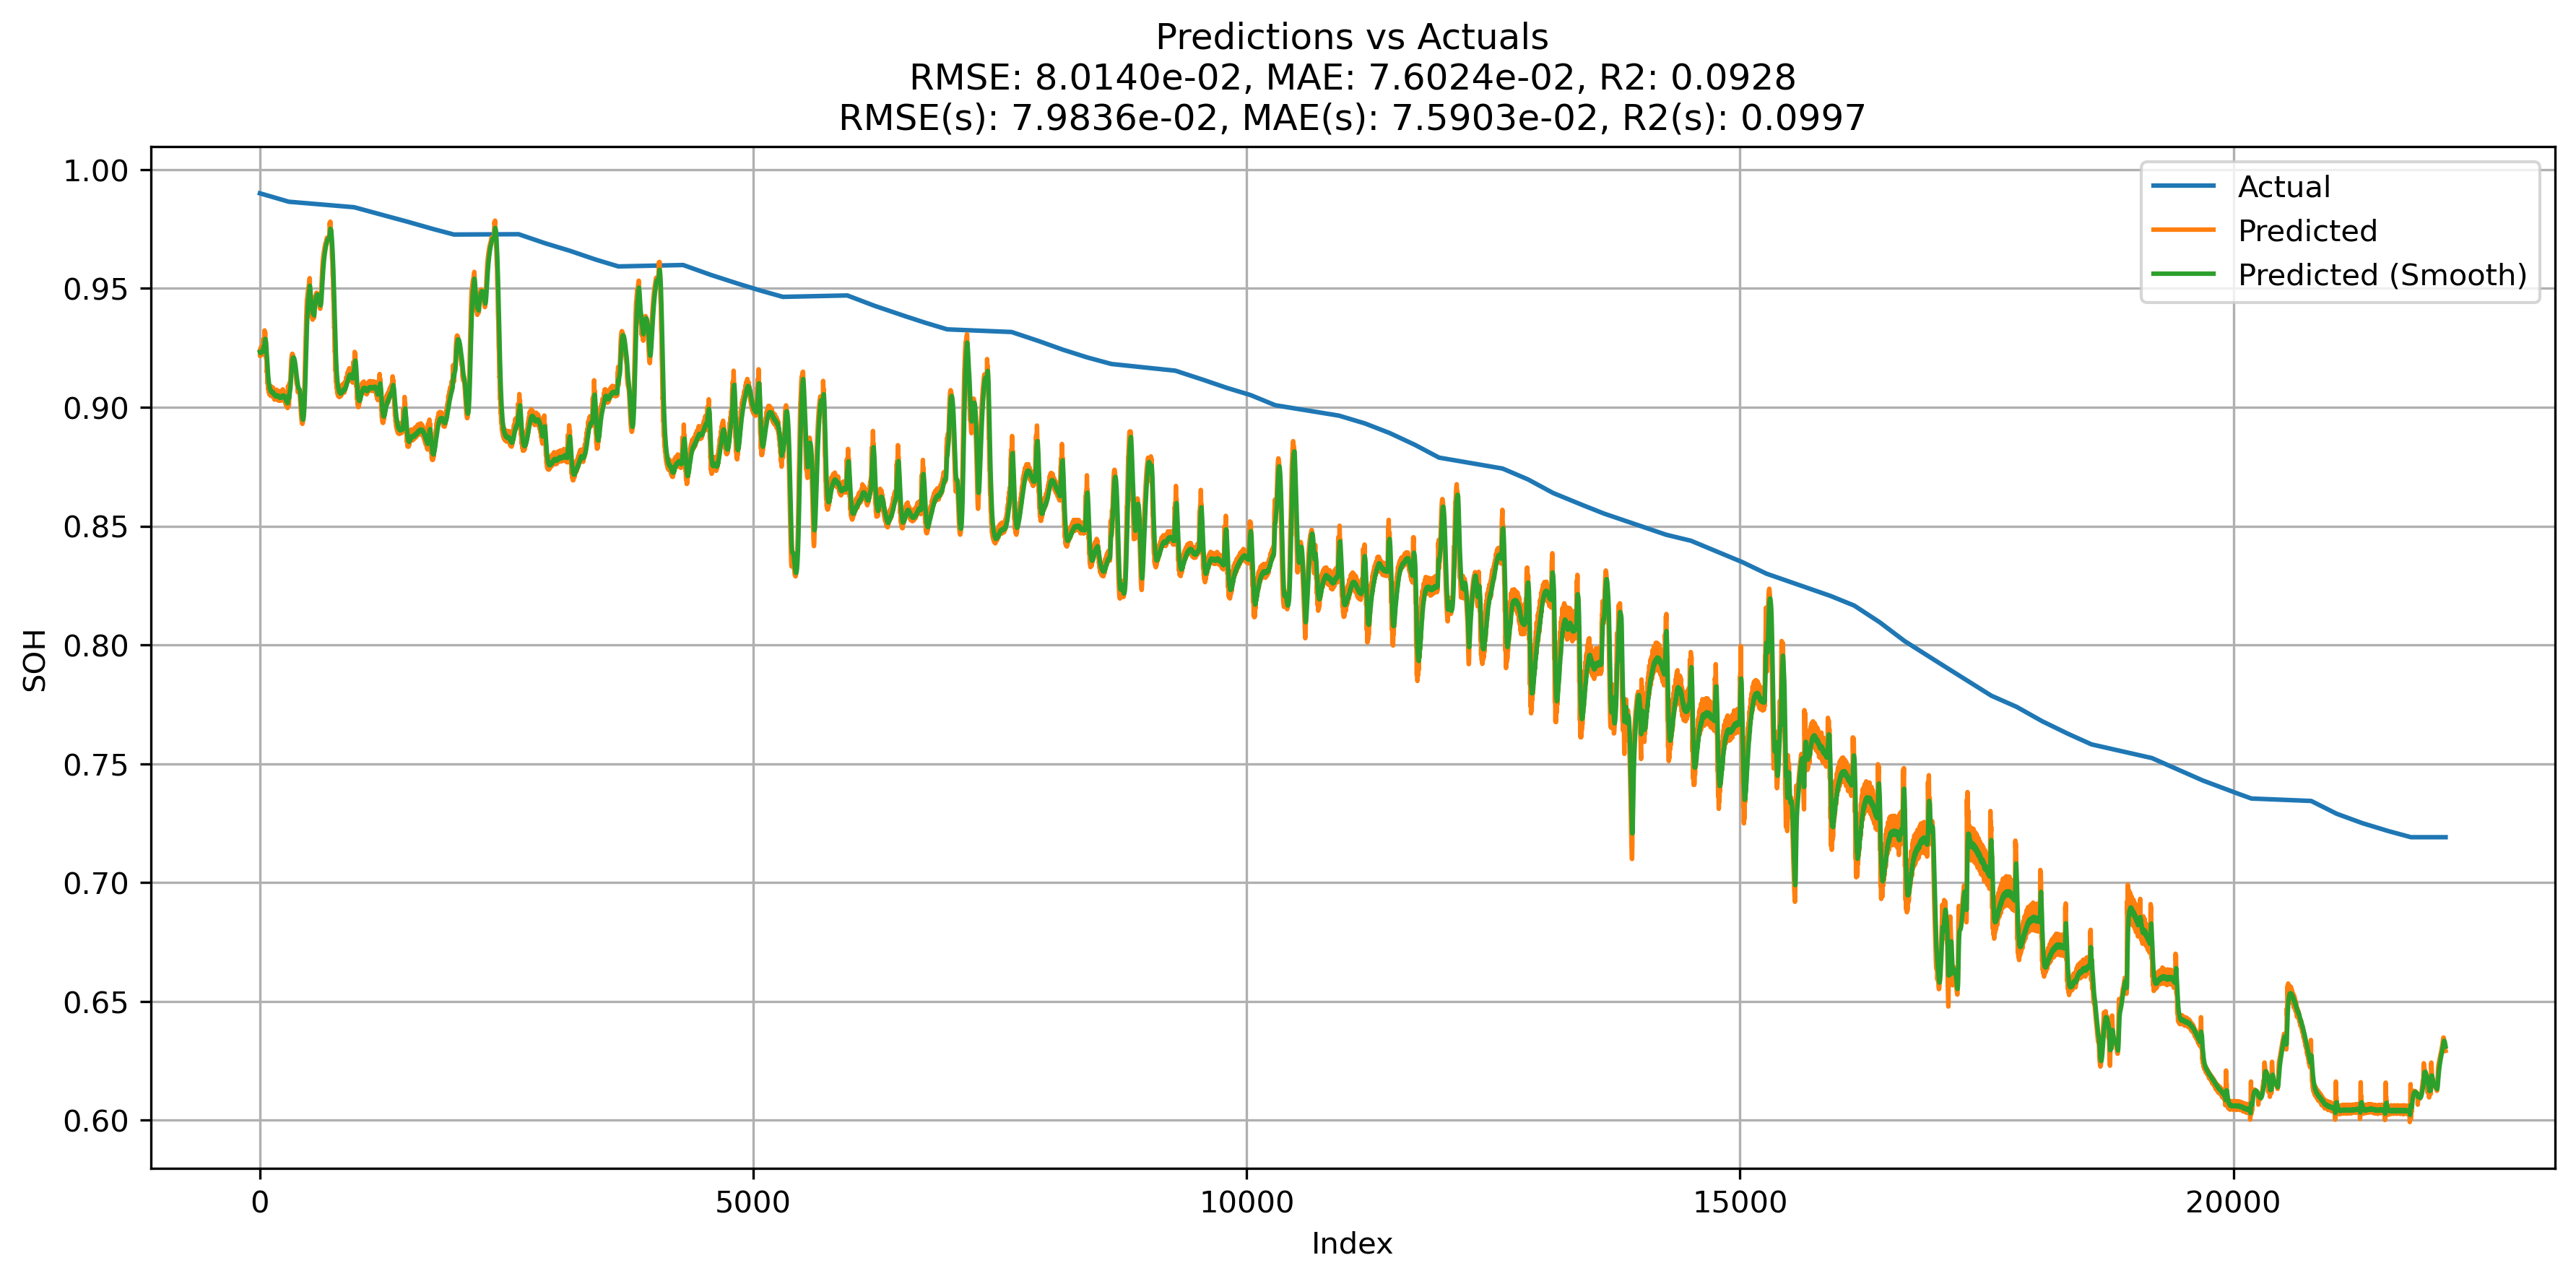 Predictions vs Actuals
RMSE: 8.0140e-02, MAE: 7.6024e-02, R2: 0.0928
RMSE(s): 7.9836e-02, MAE(s): 7.5903e-02, R2(s): 0.0997
Actual
Predicted
Predicted (Smooth)
SOH
1.00
0.95
0.90
0.85
0.80
0.75
0.70
0.65
0.60
0
5000
10000
15000
20000
Index